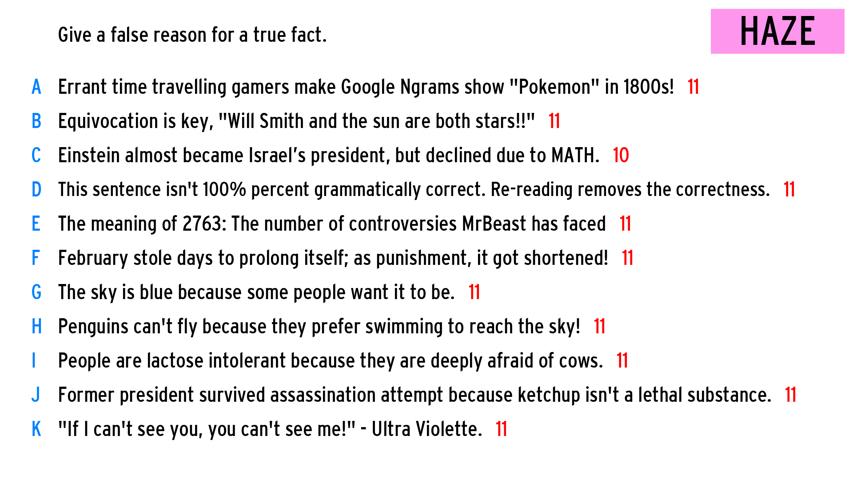 Give a false reason for a true fact.
HAZE
A Errant time travelling gamers make Google Ngrams show "Pokemon" in 1800s! 11
B Equivocation is key, "Will Smith and the sun are both stars!!" 11
C Einstein almost became Israel's president, but declined due to MATH. 10
D This sentence isn't 100% percent grammatically correct. Re-reading removes the correctness. 11
E The meaning of 2763: The number of controversies MrBeast has faced 11
F February stole days to prolong itself; as punishment, it got shortened! 11
G The sky is blue because some people want it to be. 11
H Penguins can't fly because they prefer swimming to reach the sky! 11
I People are lactose intolerant because they are deeply afraid of cows. 11
J Former president survived assassination attempt because ketchup isn't a lethal substance. 11
K "If I can't see you, you can't see me!" - Ultra Violette. 11